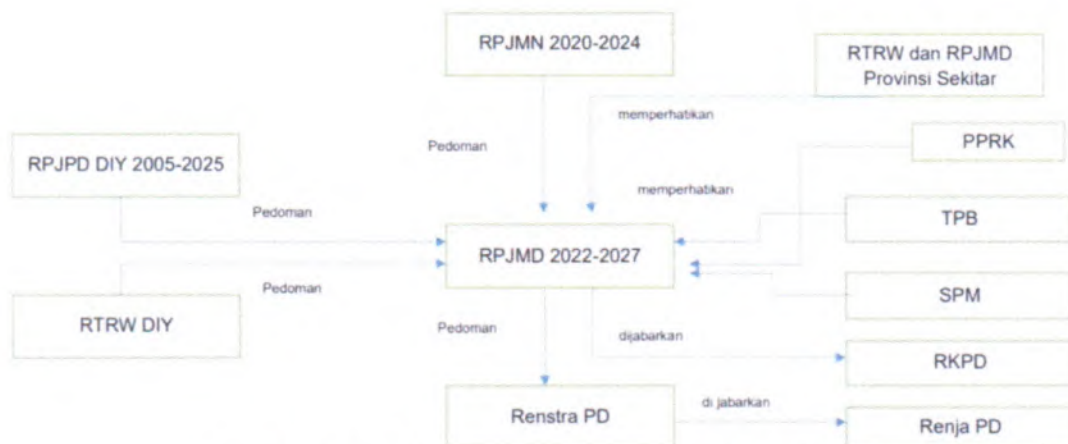 RPJMN 2020-2024
RTRW dan RPJMD
Provinsi Sekitar
memperhatikan
Pedoman
PPRK
RPJPD DIY 2005-2025
memperhatikan
Pedoman
TPB
RPJMD 2022-2027
Pedoman
SPM
RTRW DIY
Pedoman
dijabarkan
RKPD
di jabarkan
Renstra PD
Renja PD